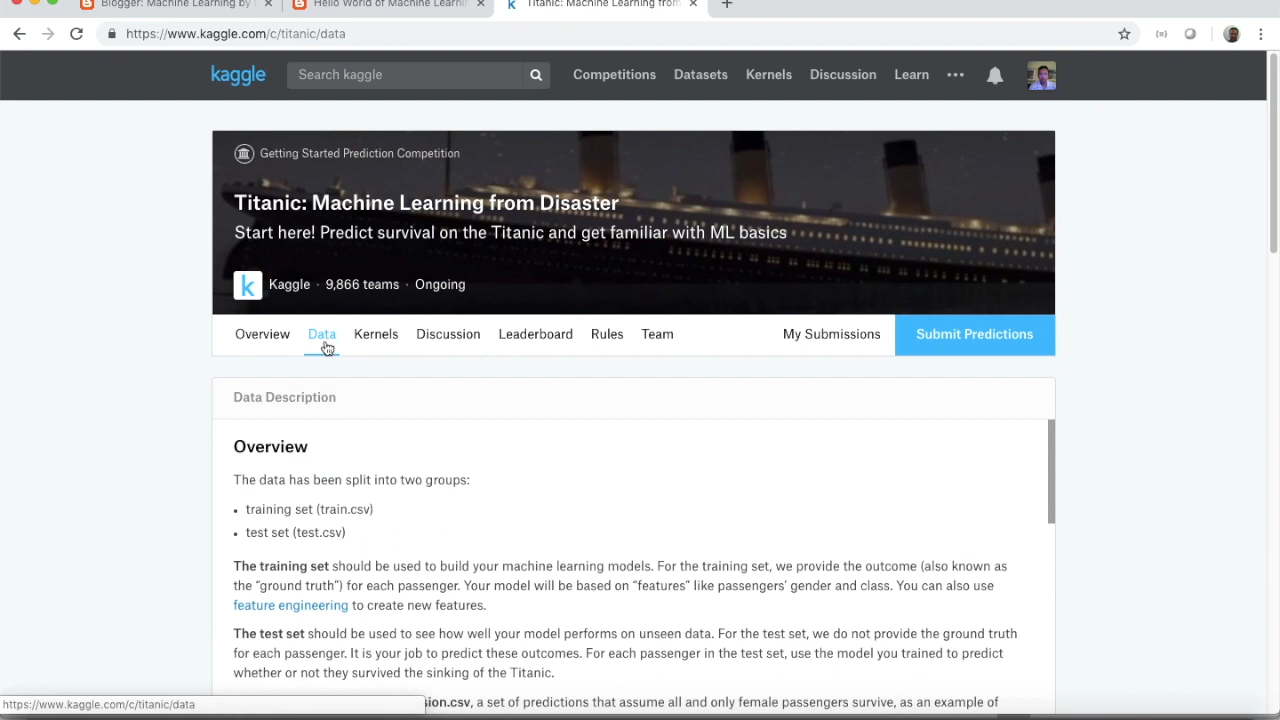 Blogger: Machine Learning by
Hello World of Machine Learnin
Titanic: Machine Learning from
https://www.kaggle.com/c/titanic/data
kaggle
Search kaggle
Competitions
Datasets
Kernels
Discussion
Learn
Getting Started Prediction Competition
Titanic: Machine Learning from Disaster
Start here! Predict survival on the Titanic and get familiar with ML basics
k
Kaggle · 9,866 teams · Ongoing
Overview
Data
Kernels
Discussion
Leaderboard
Rules
Team
My Submissions
Submit Predictions
Data Description
Overview
The data has been split into two groups:
• training set (train.csv)
• test set (test.csv)
The training set should be used to build your machine learning models. For the training set, we provide the outcome (also known as
the “ground truth”) for each passenger. Your model will be based on “features” like passengers’ gender and class. You can also use
feature engineering to create new features.
The test set should be used to see how well your model performs on unseen data. For the test set, we do not provide the ground truth
for each passenger. It is your job to predict these outcomes. For each passenger in the test set, use the model you trained to predict
whether or not they survived the sinking of the Titanic.
https://www.kaggle.com/c/titanic/data
sion.csv, a set of predictions that assume all and only female passengers survive, as an example of